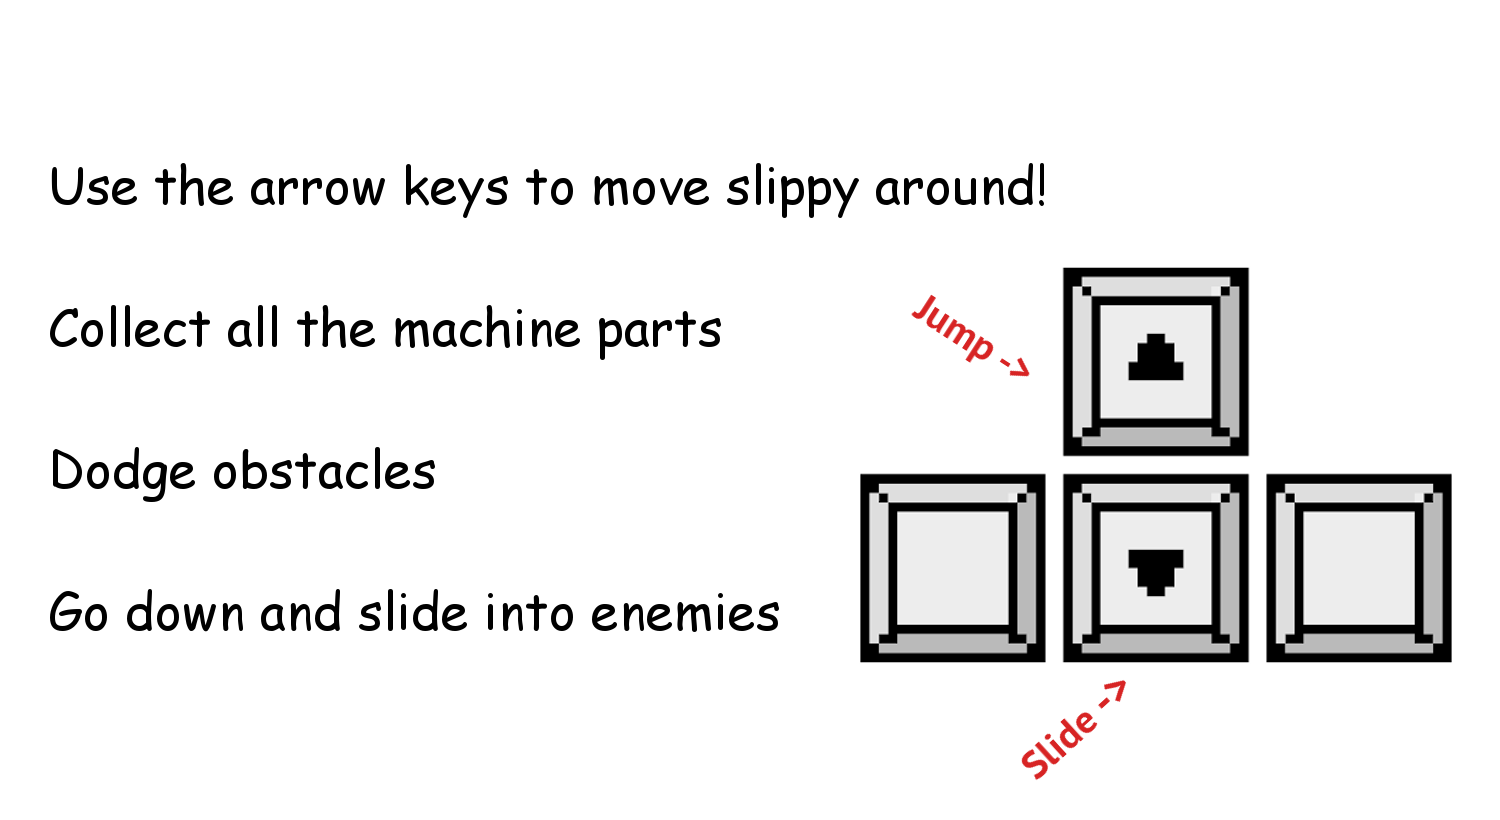 Use the arrow keys to move slippy around!
Collect all the machine parts
Jump ->
Dodge obstacles
Go down and slide into enemies
Slide ->